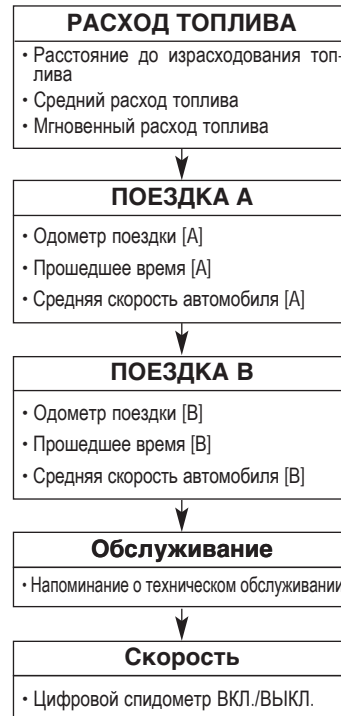 РАСХОД ТОПЛИВА
• Расстояние до израсходования топ-
лива
• Средний расход топлива
• Мгновенный расход топлива
ПОЕЗДКА A
• Одометр поездки [A]
• Прошедшее время [A]
• Средняя скорость автомобиля [A]
ПОЕЗДКА B
• Одометр поездки [B]
• Прошедшее время [B]
• Средняя скорость автомобиля [B]
Обслуживание
• Напоминание о техническом обслуживании
Скорость
• Цифровой спидометр ВКЛ./ВЫКЛ.